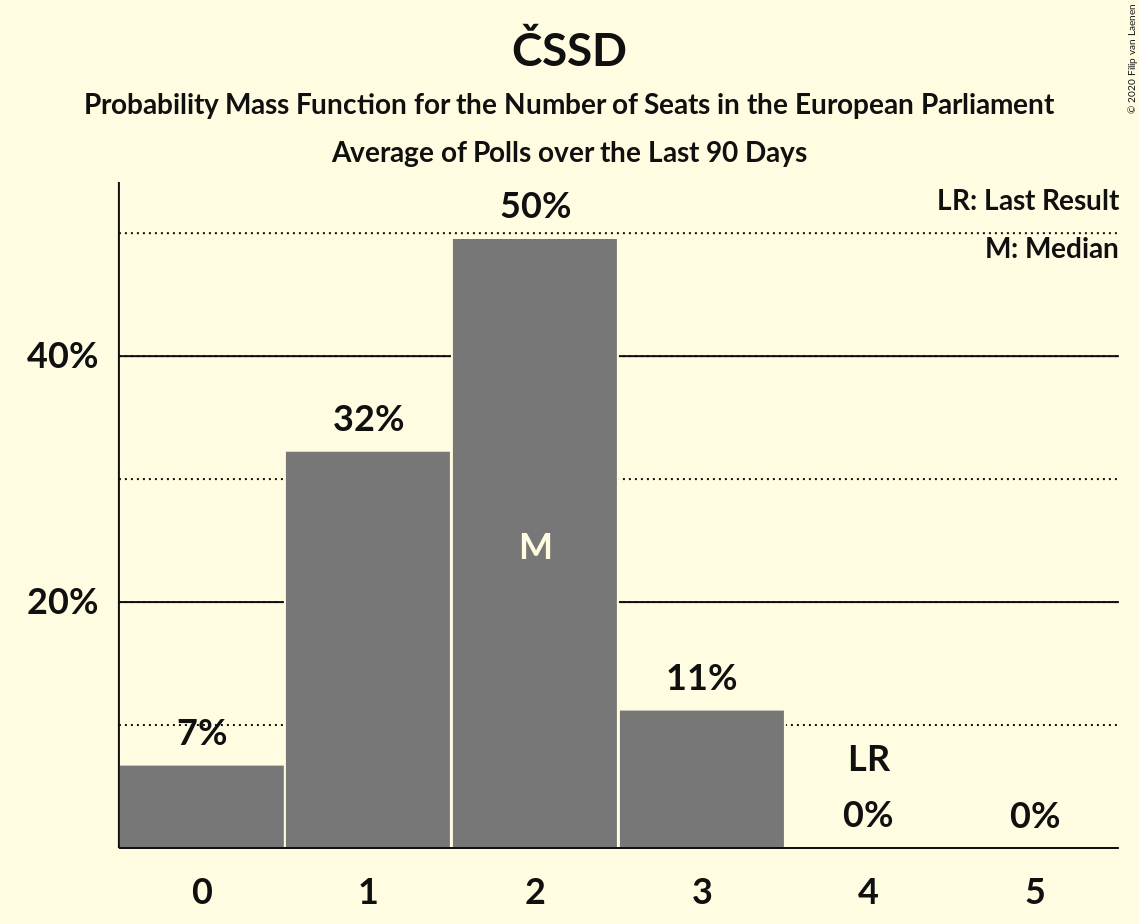 ČSSD
Probability Mass Function for the Number of Seats in the European Parliament
Average of Polls over the Last 90 Days
© 2020 Filip van Laenen
LR: Last Result
M: Median
50%
40%
32%
M
20%
11%
7%
LR
0%
0%
0 1 2 3 4 5